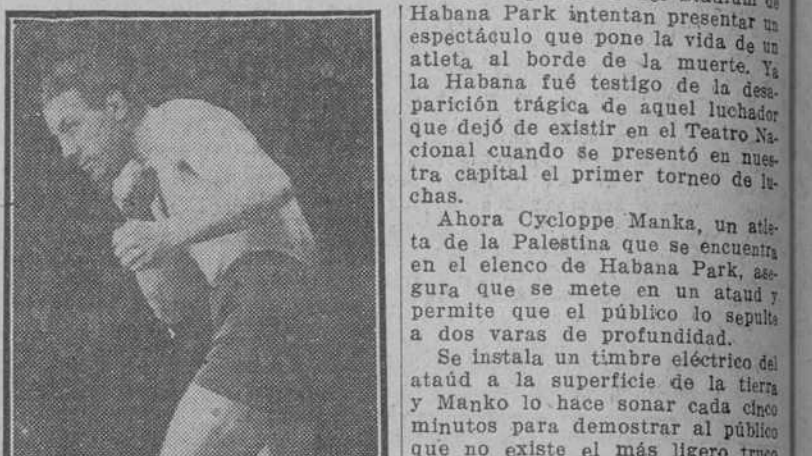 Habana Park intentan presentar un
espectáculo que pone la vida de un
atleta al borde de la muerte. Ya
la Habana fué testigo de la desa-
parición trágica de aquel luchador
que dejó de existir en el Teatro Na-
cional cuando se presentó en nues-
tra capital el primer torneo de lu-
chas.
Ahora Cycloppe Manka, un atle-
ta de la Palestina que se encuentra
en el elenco de Habana Park, ase-
gura que se mete en un ataud y
permite que el público lo sepulte
a dos varas de profundidad.
Se instala un timbre eléctrico del
ataúd a la superficie de la tierra
y Manko lo hace sonar cada cinco
minutos para demostrar al público
que no existe el más ligero truco